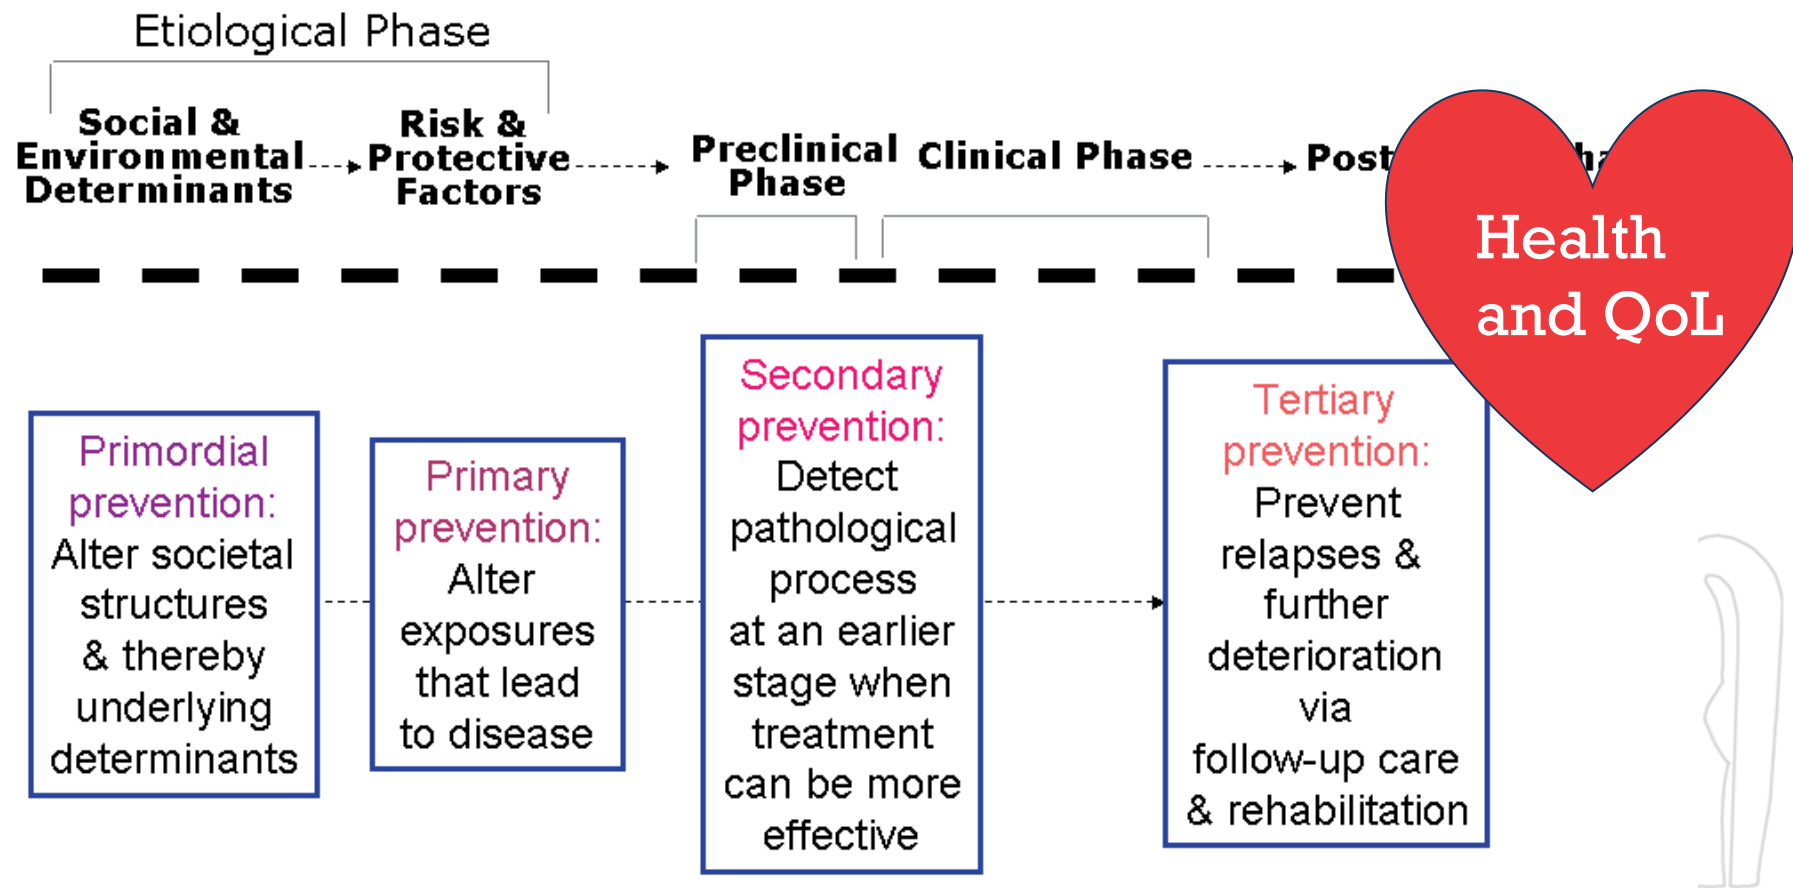 Etiological Phase
Social &
Environmental
Determinants
Risk &
Protective
Factors
Preclinical
Phase
Clinical Phase
Post
Health
and QoL
Primordial
prevention:
Alter societal
structures
& thereby
underlying
determinants
Primary
prevention:
Alter
exposures
that lead
to disease
Secondary
prevention:
Detect
pathological
process
at an earlier
stage when
treatment
can be more
effective
Tertiary
prevention:
Prevent
relapses &
further
deterioration
via
follow-up care
& rehabilitation